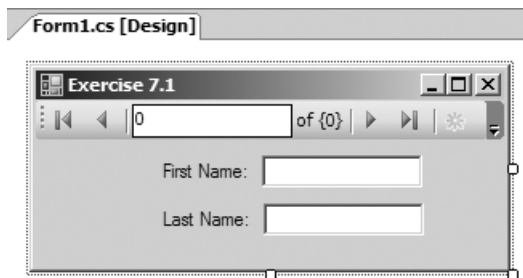 Form1.cs [Design]
Exercise 7.1
0 of {0}
First Name:
Last Name: